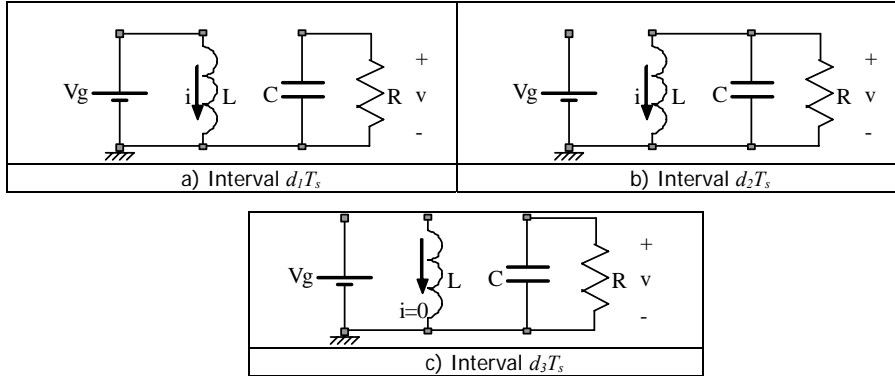 Vg
i
L
C
R
+
v
-
a) Interval d₁Tₛ
Vg
i
L
C
R
+
v
-
b) Interval d₂Tₛ
Vg
i=0
L
C
R
+
v
-
c) Interval d₃Tₛ